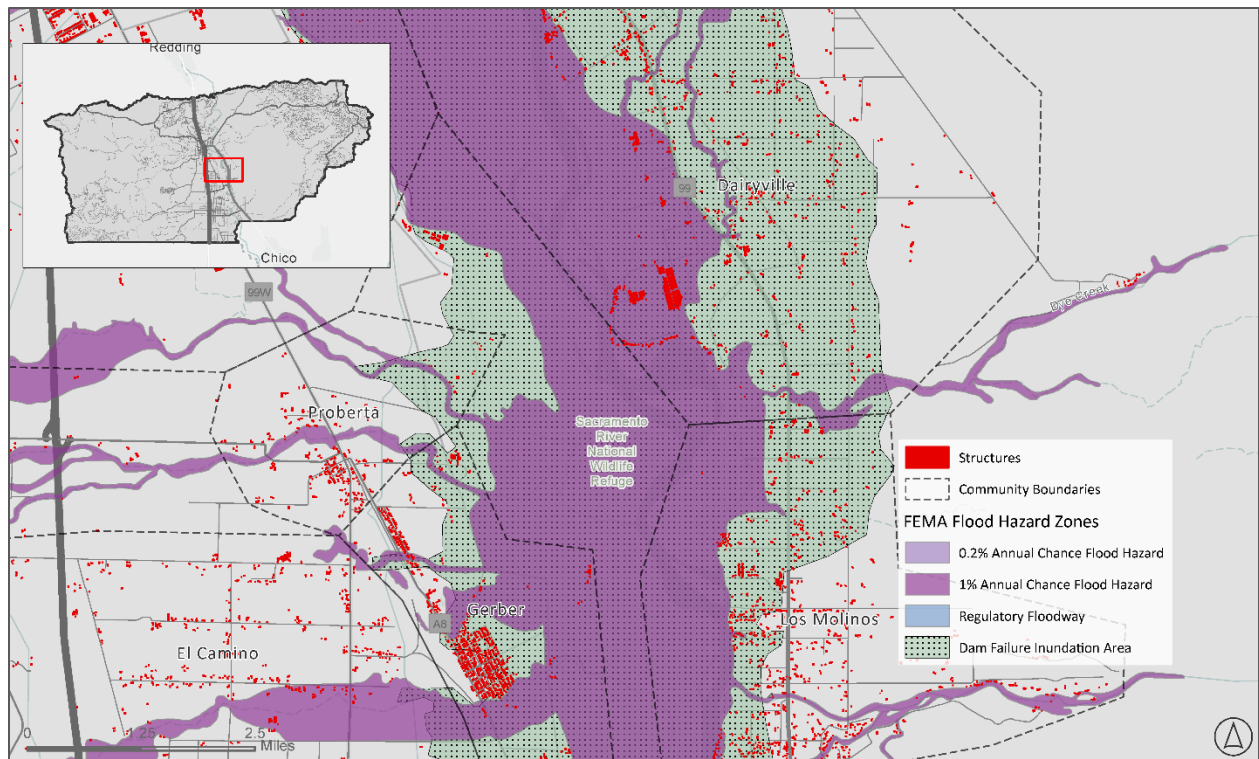 Redding
Chico
99W
99
Dairyville
Dye Creek
Proberta
Sacramento
River
National
Wildlife
Refuge
Structures
Community Boundaries
FEMA Flood Hazard Zones
0.2% Annual Chance Flood Hazard
1% Annual Chance Flood Hazard
Regulatory Floodway
Dam Failure Inundation Area
Gerber
A8
Los Molinos
El Camino
0 1.25 2.5
Miles